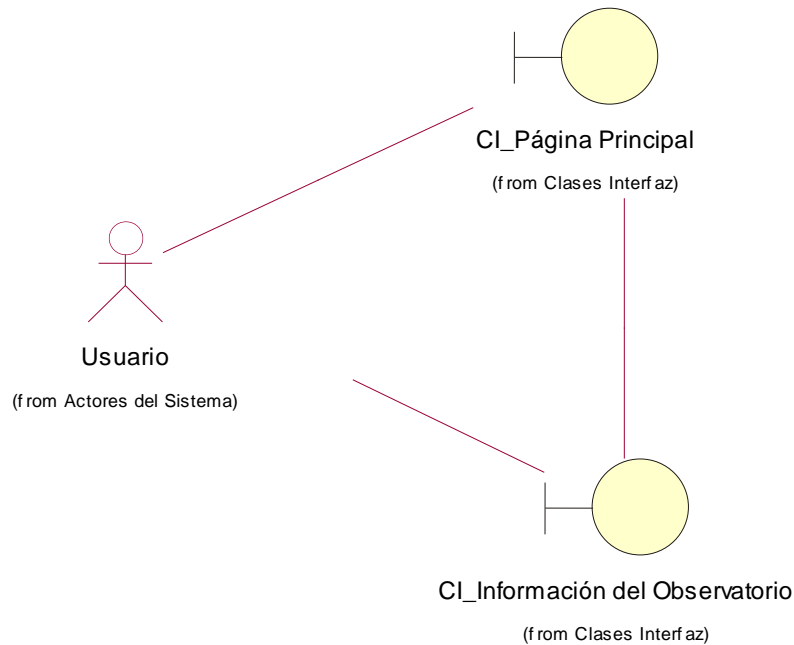 CI_Página Principal
(from Clases Interfaz)
Usuario
(from Actores del Sistema)
CI_Información del Observatorio
(from Clases Interfaz)